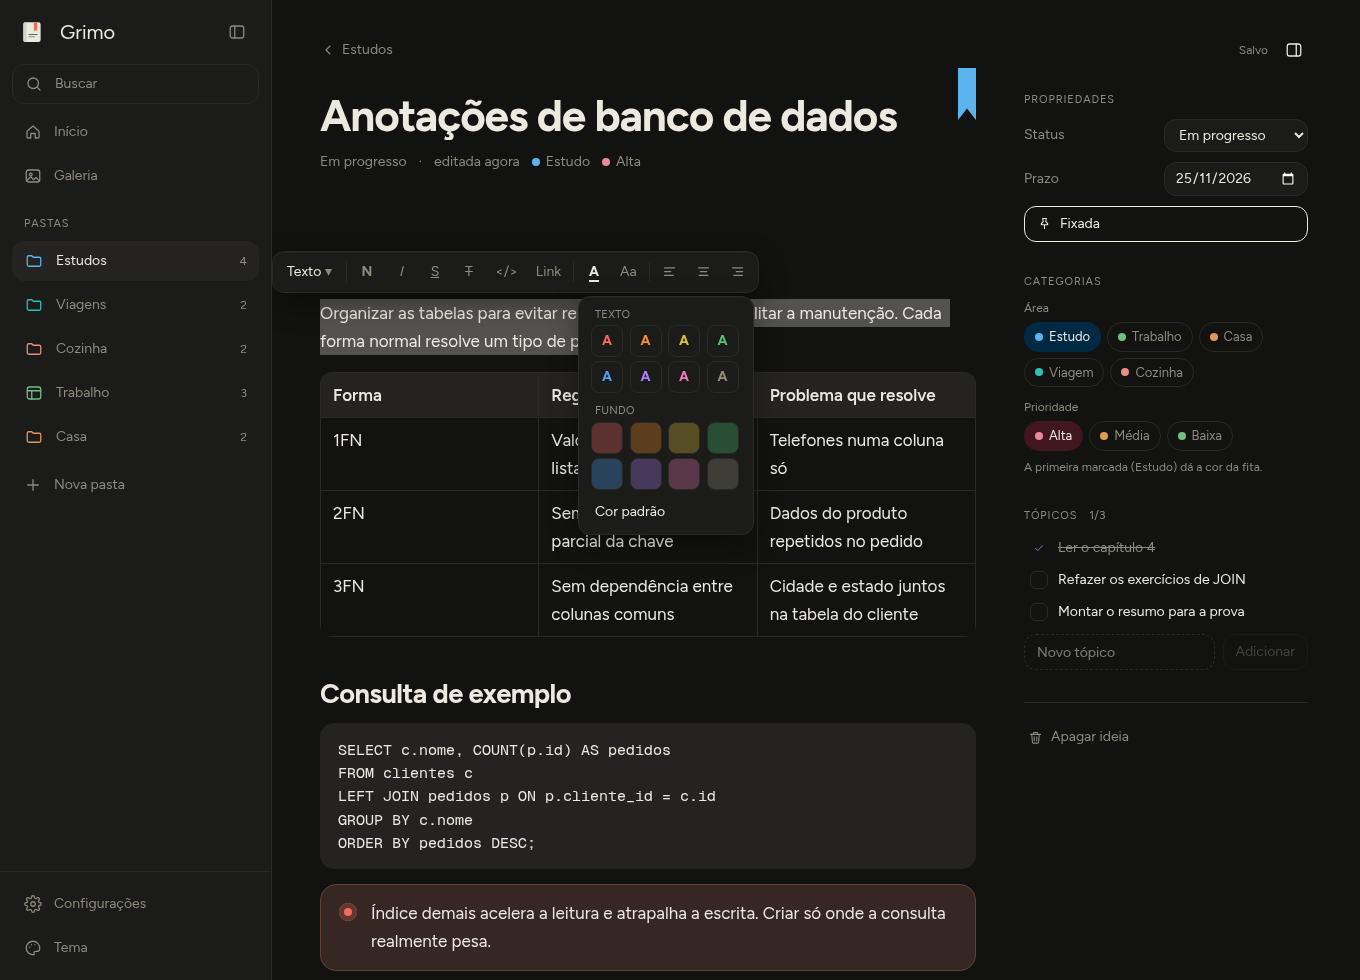 Grimo
Buscar
Início
Galeria
PASTAS
Estudos 4
Viagens 2
Cozinha 2
Trabalho 3
Casa 2
Nova pasta
Configurações
Tema
Estudos
Salvo
Anotações de banco de dados
Em progresso · editada agora Estudo Alta
Texto ▾ N I S T </> Link A Aa
Organizar as tabelas para evitar re litar a manutenção. Cada
forma normal resolve um tipo de p
TEXTO
A A A A
A A A A
FUNDO
Cor padrão
Forma Problema que resolve
1FN Telefones numa coluna
lista só
2FN Dados do produto
parcial da chave repetidos no pedido
3FN Sem dependência entre Cidade e estado juntos
colunas comuns na tabela do cliente
Consulta de exemplo
SELECT c.nome, COUNT(p.id) AS pedidos
FROM clientes c
LEFT JOIN pedidos p ON p.cliente_id = c.id
GROUP BY c.nome
ORDER BY pedidos DESC;
Índice demais acelera a leitura e atrapalha a escrita. Criar só onde a consulta
realmente pesa.
PROPRIEDADES
Status Em progresso
Prazo 25/11/2026
Fixada
CATEGORIAS
Área
Estudo Trabalho Casa
Viagem Cozinha
Prioridade
Alta Média Baixa
A primeira marcada (Estudo) dá a cor da fita.
TÓPICOS 1/3
Ler o capítulo 4
Refazer os exercícios de JOIN
Montar o resumo para a prova
Novo tópico Adicionar
Apagar ideia